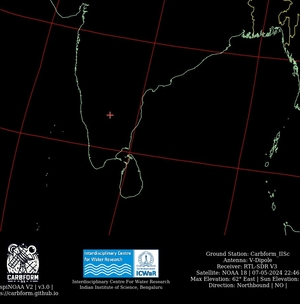 CARBFORM
spiNOAA V2 | v3.0 |
s://carbform.github.io
Interdisciplinary Centre
for Water Research
ICWaR
Interdisciplinary Centre For Water Research
Indian Institute of Science, Bengaluru
Ground Station: Carbform_IISc
Antenna: V-Dipole
Receiver: RTL-SDR V3
Satellite: NOAA 18 | 07-05-2024 22:46
Max Elevation: 62° East | Sun Elevation:
Direction: Northbound | NO |